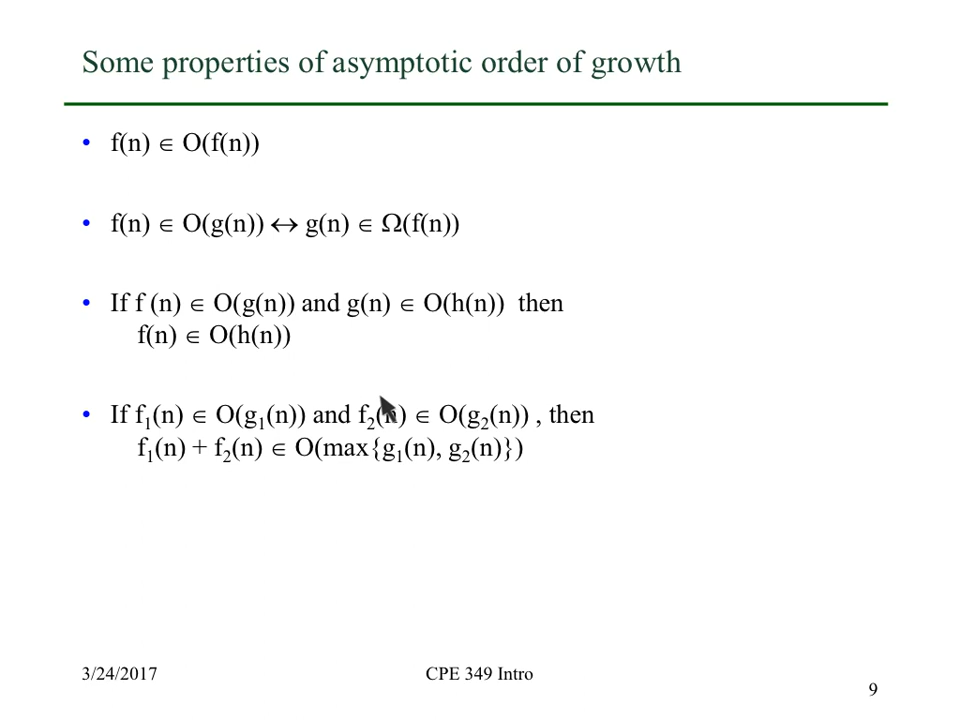 Some properties of asymptotic order of growth
• f(n) ∈ O(f(n))
• f(n) ∈ O(g(n)) ↔ g(n) ∈ Ω(f(n))
• If f (n) ∈ O(g(n)) and g(n) ∈ O(h(n)) then
f(n) ∈ O(h(n))
• If f₁(n) ∈ O(g₁(n)) and f₂(n) ∈ O(g₂(n)) , then
f₁(n) + f₂(n) ∈ O(max{g₁(n), g₂(n)})
3/24/2017
CPE 349 Intro
9